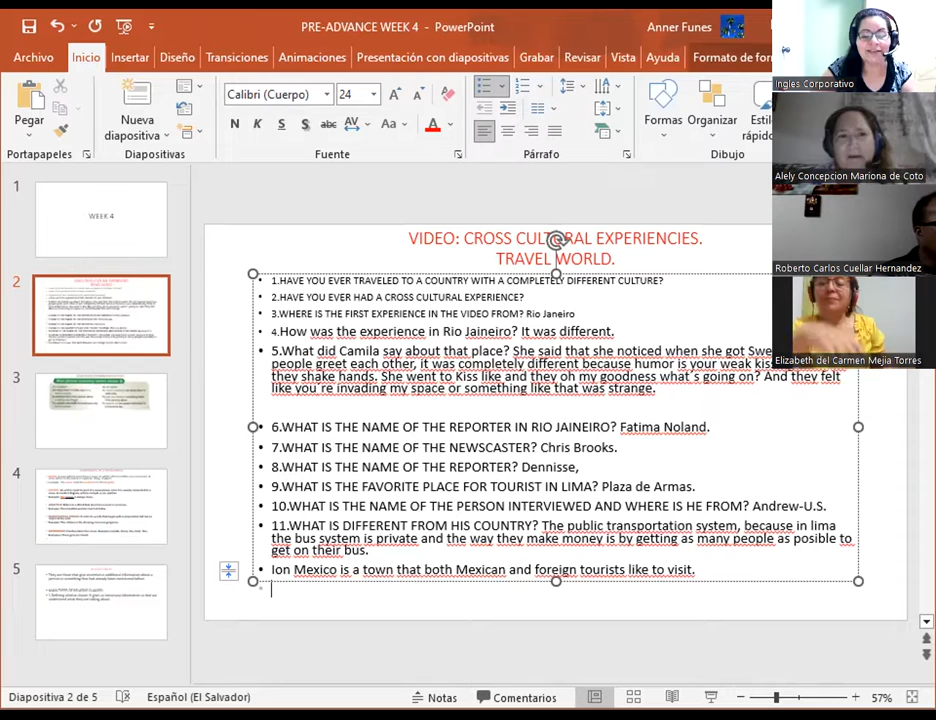 PRE-ADVANCE WEEK 4 - PowerPoint
Anner Funes
Archivo
Inicio
Insertar
Diseño
Transiciones
Animaciones
Presentación con diapositivas
Grabar
Revisar
Vista
Ayuda
Formato de for
Pegar
Nueva
diapositiva
Calibri (Cuerpo)
24
N
K
S
S
abc
AV
Aa
A
Formas
Organizar
Estilo
rápido
Portapapeles
Diapositivas
Fuente
Párrafo
Dibujo
Ingles Corporativo
Alely Concepcion Mariona de Coto
Roberto Carlos Cuellar Hernandez
Elizabeth del Carmen Mejia Torres
1
WEEK 4
2
3
4
5
VIDEO: CROSS CULTURAL EXPERIENCES.
TRAVEL WORLD.
• 1.HAVE YOU EVER TRAVELED TO A COUNTRY WITH A COMPLETELY DIFFERENT CULTURE?
• 2.HAVE YOU EVER HAD A CROSS CULTURAL EXPERIENCE?
• 3.WHERE IS THE FIRST EXPERIENCE IN THE VIDEO FROM? Rio Janeiro
• 4.How was the experience in Rio Jaineiro? It was different.
• 5.What did Camila say about that place? She said that she noticed when she got Swe
people greet each other, it was completely different because humor is your weak kis
they shake hands. She went to Kiss like and they oh my goodness what´s going on? And they felt
like you´re invading my space or something like that was strange.
• 6.WHAT IS THE NAME OF THE REPORTER IN RIO JAINEIRO? Fatima Noland.
• 7.WHAT IS THE NAME OF THE NEWSCASTER? Chris Brooks.
• 8.WHAT IS THE NAME OF THE REPORTER? Dennisse,
• 9.WHAT IS THE FAVORITE PLACE FOR TOURIST IN LIMA? Plaza de Armas.
• 10.WHAT IS THE NAME OF THE PERSON INTERVIEWED AND WHERE IS HE FROM? Andrew-U.S.
• 11.WHAT IS DIFFERENT FROM HIS COUNTRY? The public transportation system, because in lima
the bus system is private and the way they make money is by getting as many people as posible to
get on their bus.
• Ion Mexico is a town that both Mexican and foreign tourists like to visit.
Diapositiva 2 de 5
Español (El Salvador)
Notas
Comentarios
57%